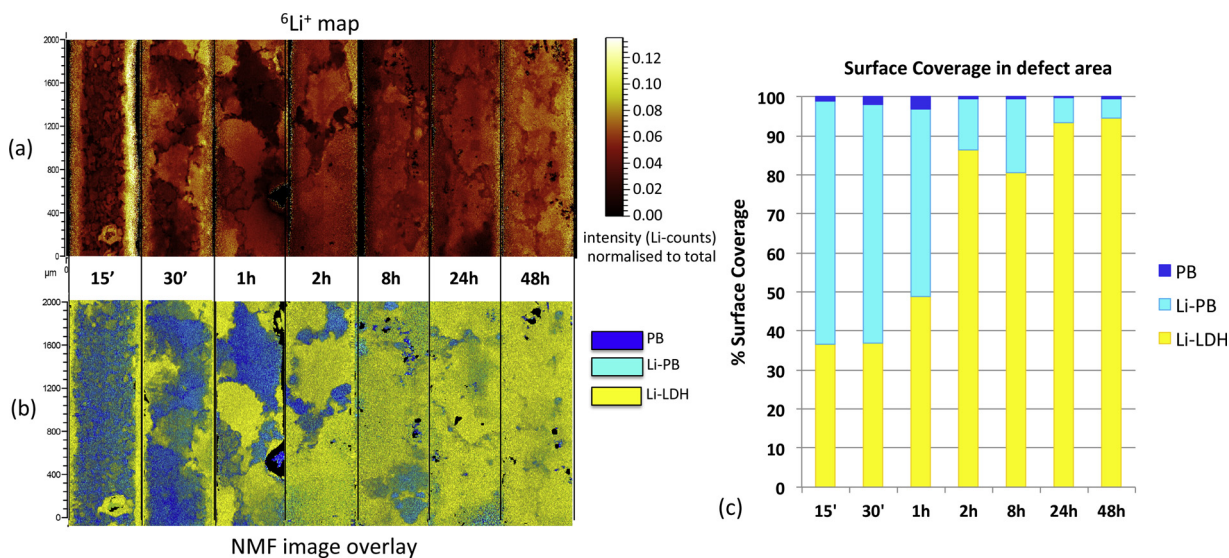 ⁶Li⁺ map
(a)
2000
1600
1200
800
400
0
µm
0
0.12
0.10
0.08
0.06
0.04
0.02
0.00
intensity (Li-counts)
normalised to total
15’ 30’ 1h 2h 8h 24h 48h
(b)
2000
1600
1200
800
400
0
PB
Li-PB
Li-LDH
NMF image overlay
Surface Coverage in defect area
% Surface Coverage
100
90
80
70
60
50
40
30
20
10
0
15' 30' 1h 2h 8h 24h 48h
PB
Li-PB
Li-LDH
(c)